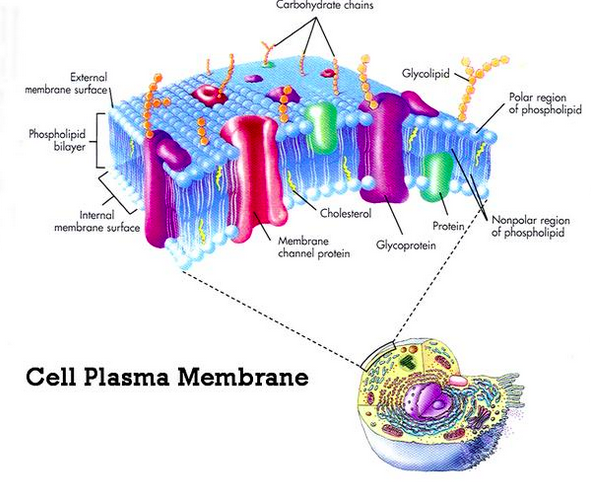 Carbohydrate chains
External
membrane surface
Glycolipid
Polar region
of phospholipid
Phospholipid
bilayer
Internal
membrane surface
Cholesterol
Membrane
channel protein
Glycoprotein
Protein
Nonpolar region
of phospholipid
Cell Plasma Membrane